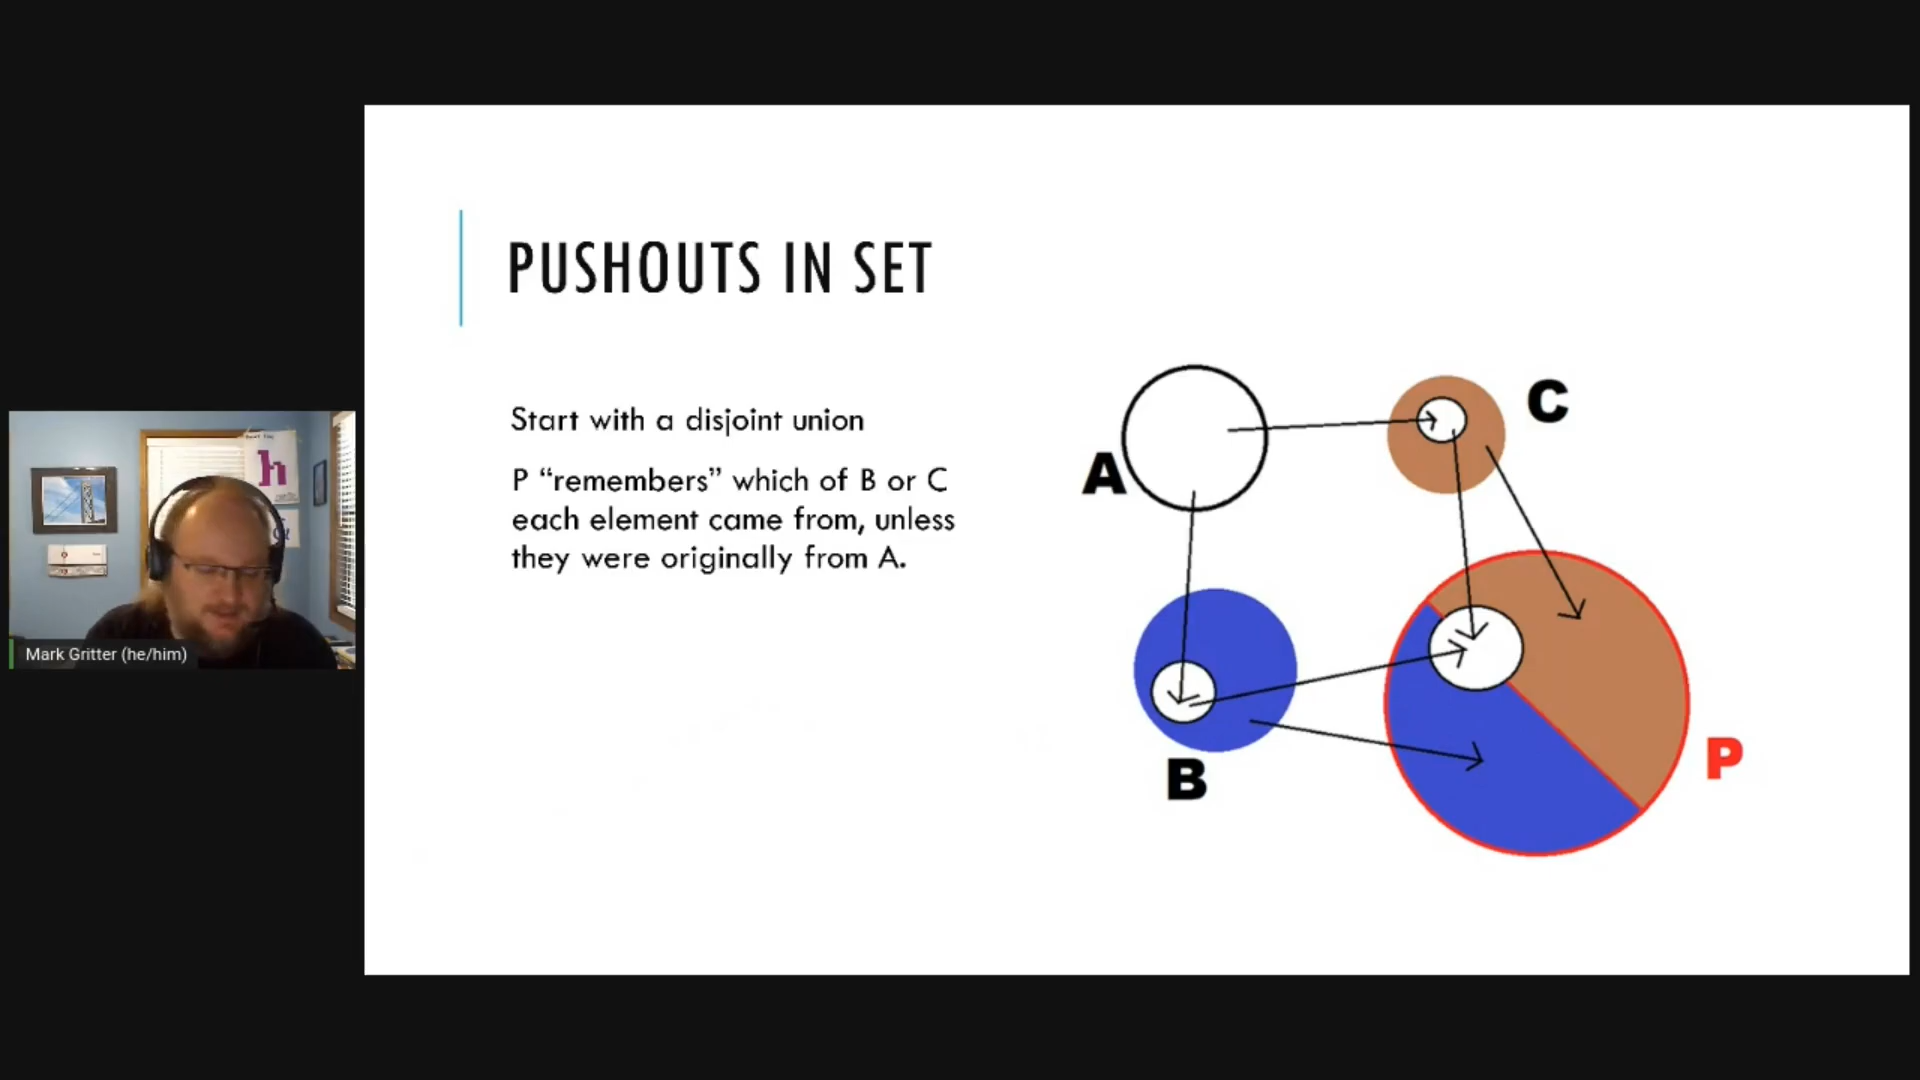 PUSHOUTS IN SET
Start with a disjoint union
P “remembers” which of B or C
each element came from, unless
they were originally from A.
A
C
B
P
h
Mark Gritter (he/him)